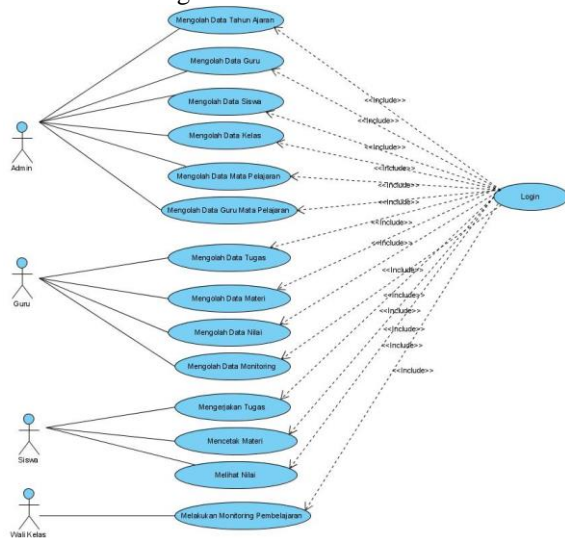 Mengolah Data Tahun Ajaran
Mengolah Data Guru
Mengolah Data Siswa
<<Include>>
<<Include>>
Mengolah Data Kelas
<<Include>>
<<Include>>
Admin
Mengolah Data Mata Pelajaran
<<Include>>
<<Include>>
Login
Mengolah Data Guru Mata Pelajaran
<<Include>>
<<Include>>
<<Include>>
Mengolah Data Tugas
<<Include>>
Guru
Mengolah Data Materi
<<Include>>
<<Include>>
Mengolah Data Nilai
<<Include>>
<<Include>>
Mengolah Data Monitoring
<<Include>>
Mengerjakan Tugas
Mencetak Materi
Siswa
Melihat Nilai
Melakukan Monitoring Pembelajaran
Wali Kelas